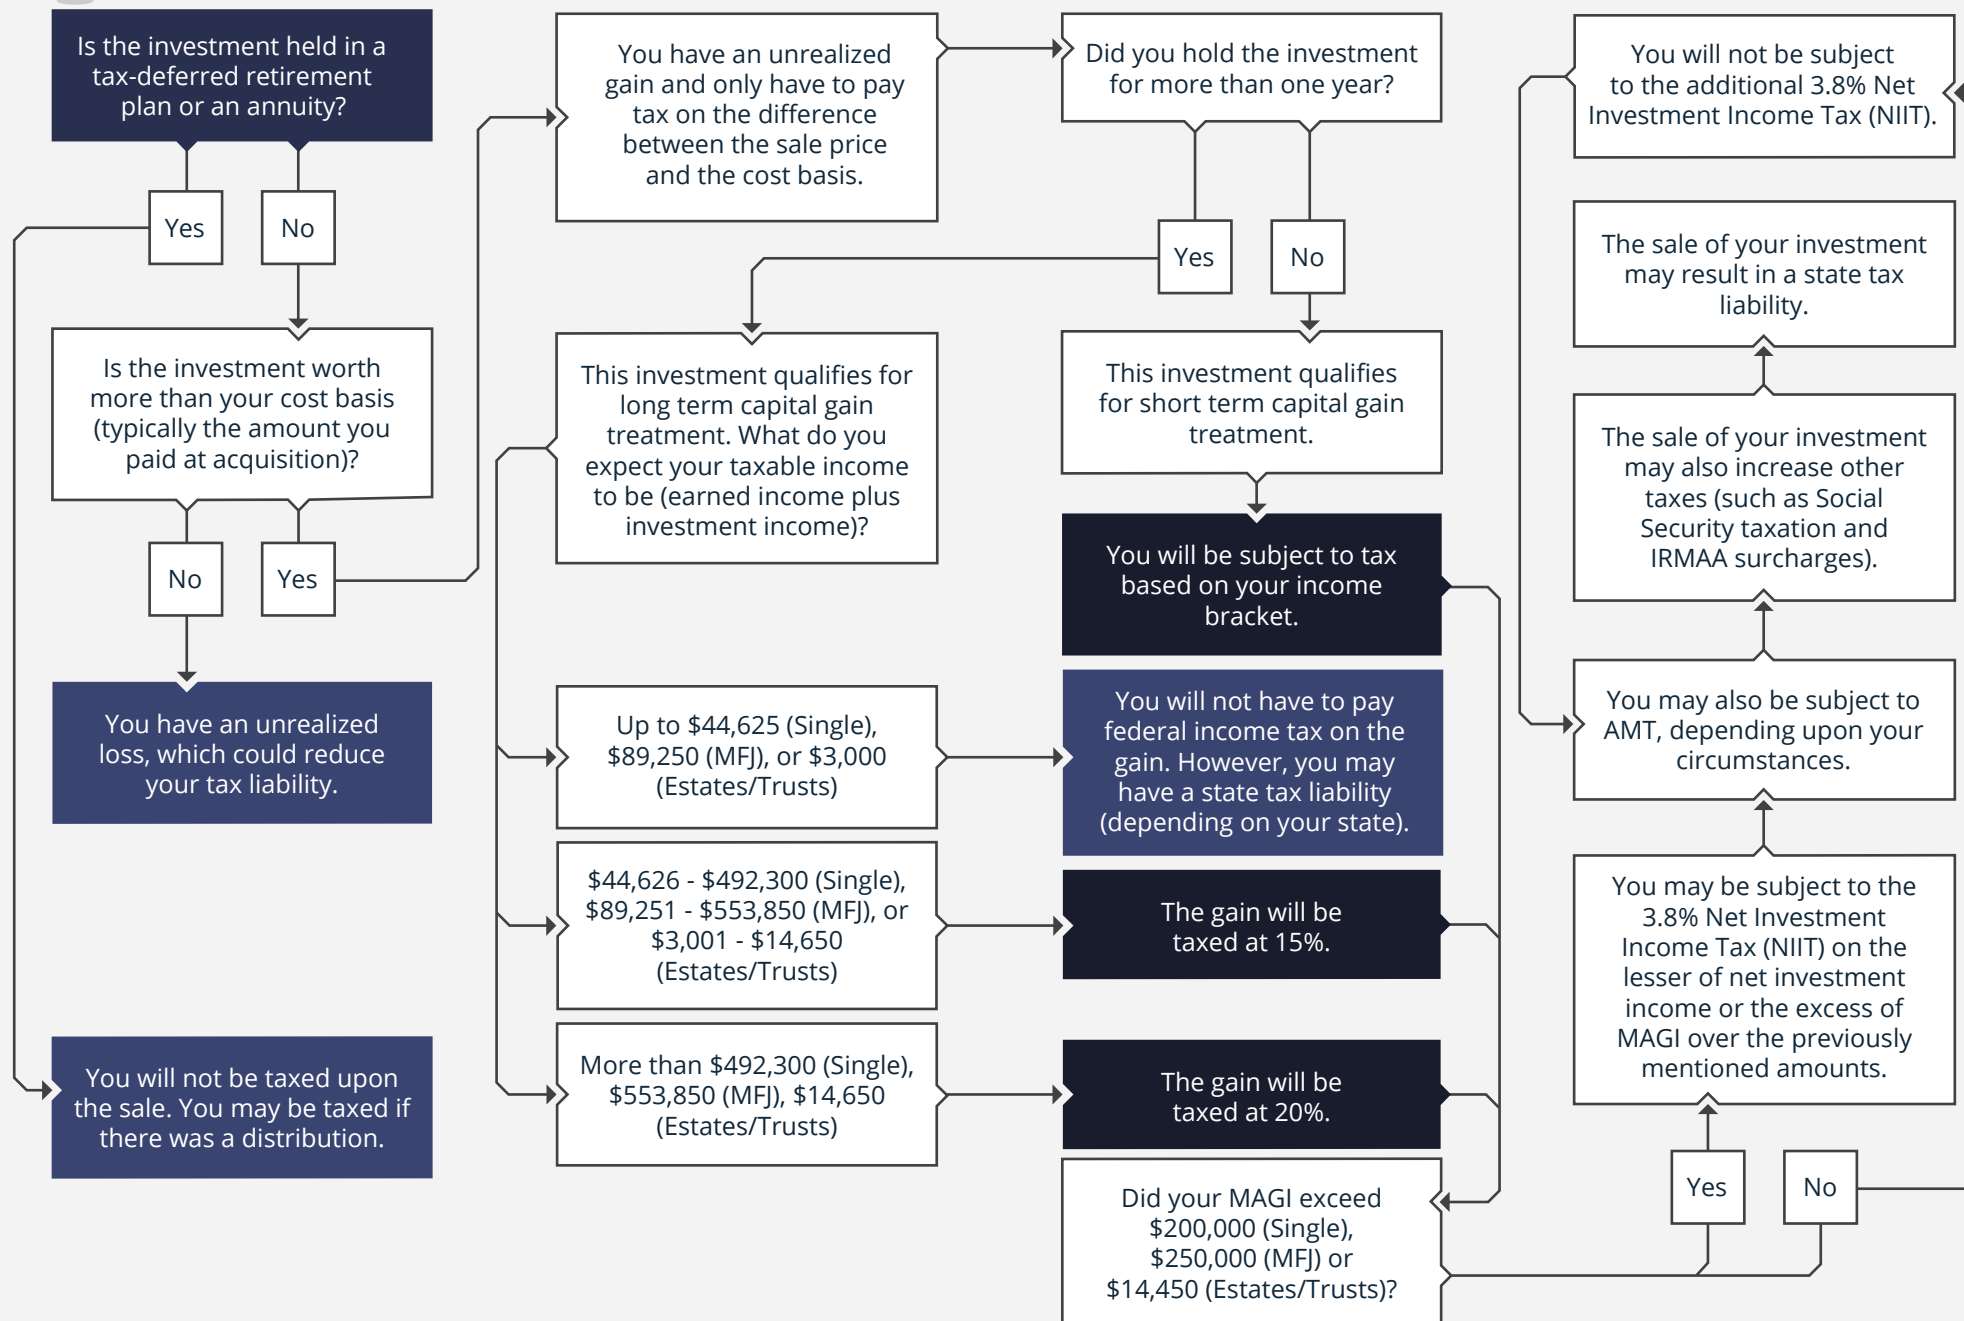 Is the investment held in a
tax-deferred retirement
plan or an annuity?
Yes
No
Is the investment worth
more than your cost basis
(typically the amount you
paid at acquisition)?
No
Yes
You have an unrealized
loss, which could reduce
your tax liability.
You will not be taxed upon
the sale. You may be taxed if
there was a distribution.
You have an unrealized
gain and only have to pay
tax on the difference
between the sale price
and the cost basis.
Did you hold the investment
for more than one year?
Yes
No
This investment qualifies for
long term capital gain
treatment. What do you
expect your taxable income
to be (earned income plus
investment income)?
This investment qualifies
for short term capital gain
treatment.
You will be subject to tax
based on your income
bracket.
Up to $44,625 (Single),
$89,250 (MFJ), or $3,000
(Estates/Trusts)
You will not have to pay
federal income tax on the
gain. However, you may
have a state tax liability
(depending on your state).
$44,626 - $492,300 (Single),
$89,251 - $553,850 (MFJ), or
$3,001 - $14,650
(Estates/Trusts)
The gain will be
taxed at 15%.
More than $492,300 (Single),
$553,850 (MFJ), $14,650
(Estates/Trusts)
The gain will be
taxed at 20%.
Did your MAGI exceed
$200,000 (Single),
$250,000 (MFJ) or
$14,450 (Estates/Trusts)?
Yes
No
You may be subject to the
3.8% Net Investment
Income Tax (NIIT) on the
lesser of net investment
income or the excess of
MAGI over the previously
mentioned amounts.
You will not be subject
to the additional 3.8% Net
Investment Income Tax (NIIT).
You may also be subject to
AMT, depending upon your
circumstances.
The sale of your investment
may also increase other
taxes (such as Social
Security taxation and
IRMAA surcharges).
The sale of your investment
may result in a state tax
liability.